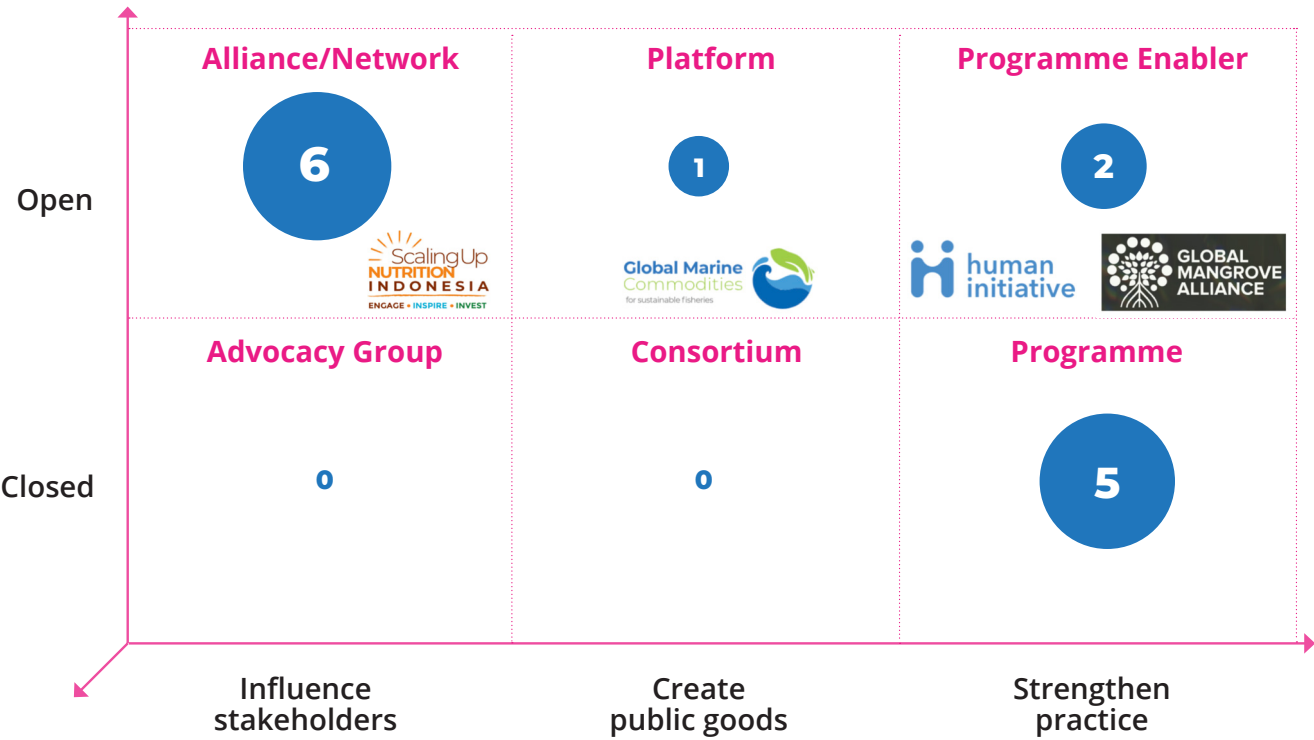 Alliance/Network
Platform
Programme Enabler
6
1
2
Open
Scaling Up
NUTRITION
INDONESIA
ENGAGE • INSPIRE • INVEST
Global Marine
Commodities
for sustainable fisheries
human
initiative
GLOBAL
MANGROVE
ALLIANCE
Advocacy Group
Consortium
Programme
Closed
0
0
5
Influence
stakeholders
Create
public goods
Strengthen
practice